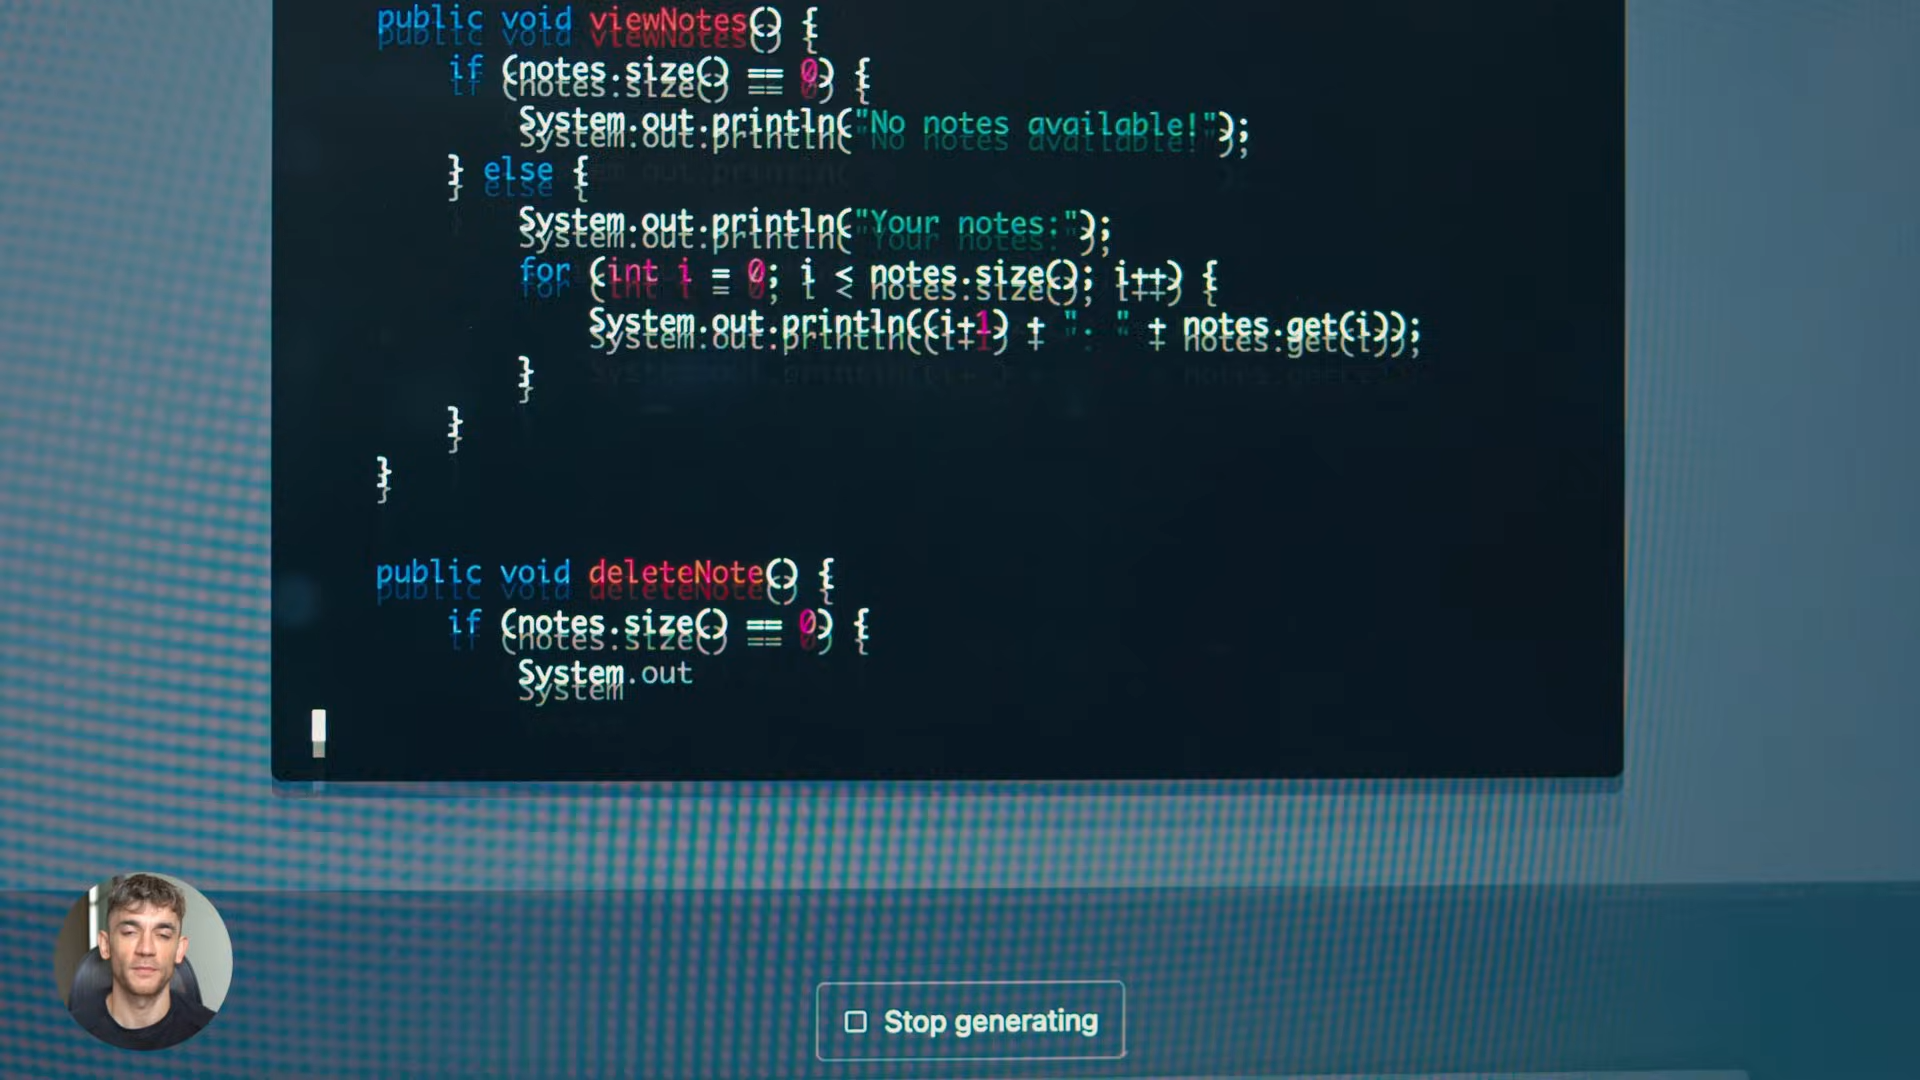 public void viewNotes() {
if (notes.size() == 0) {
System.out.println("No notes available!");
} else {
System.out.println("Your notes:");
for (int i = 0; i < notes.size(); i++) {
System.out.println((i+1) + ". " + notes.get(i));
}
}
}
public void deleteNote() {
if (notes.size() == 0) {
System.out
Stop generating